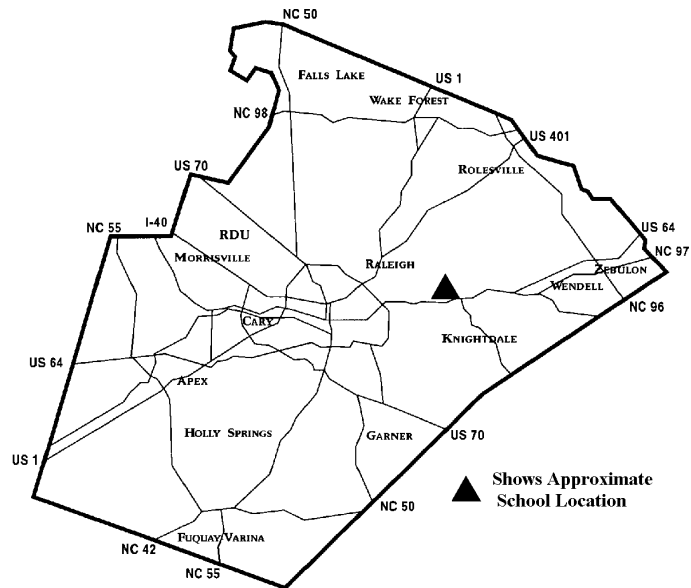 NC 50
FALLS LAKE
US 1
WAKE FOREST
NC 98
US 401
US 70
ROLESVILLE
NC 55
I-40
RDU
US 64
MORRISVILLE
NC 97
RALEIGH
ZEBULON
WENDELL
NC 96
CARY
KNIGHTDALE
US 64
APEX
HOLLY SPRINGS
GARNER
US 70
US 1
Shows Approximate
School Location
NC 50
FUQUAY VARINA
NC 42
NC 55